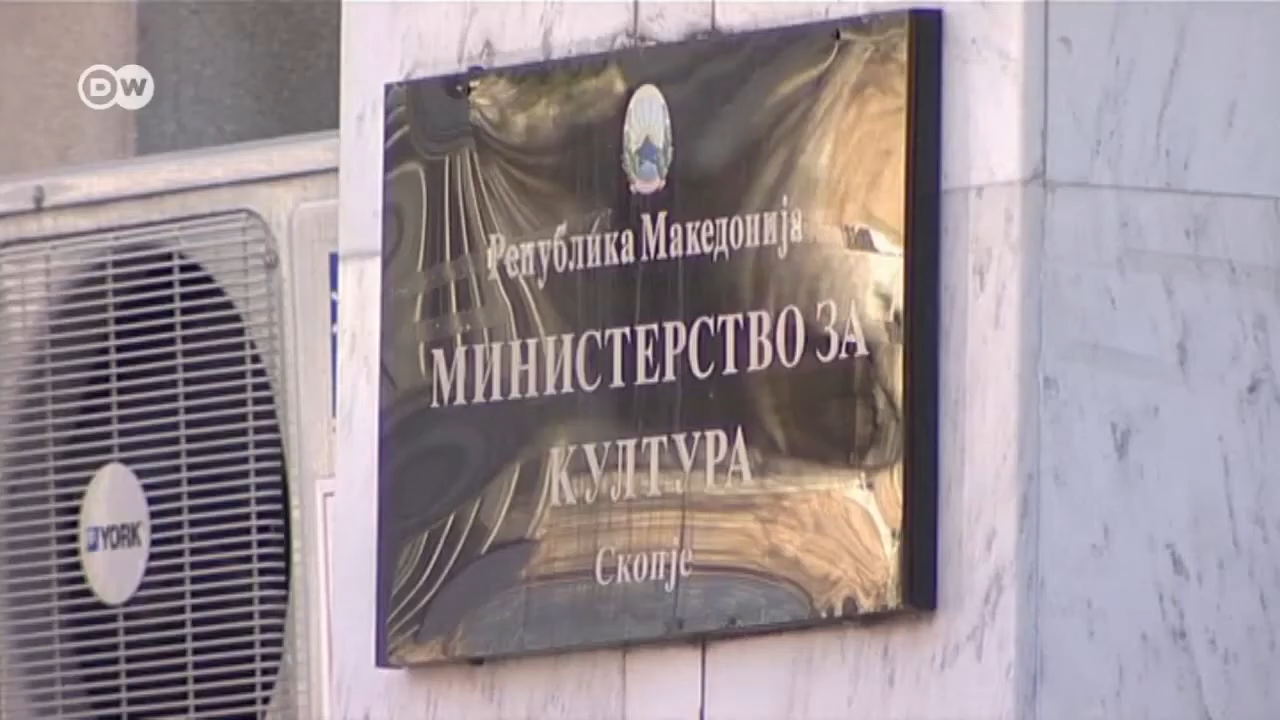 DW
Република Македонија
МИНИСТЕРСТВО ЗА
КУЛТУРА
Скопје
YORK